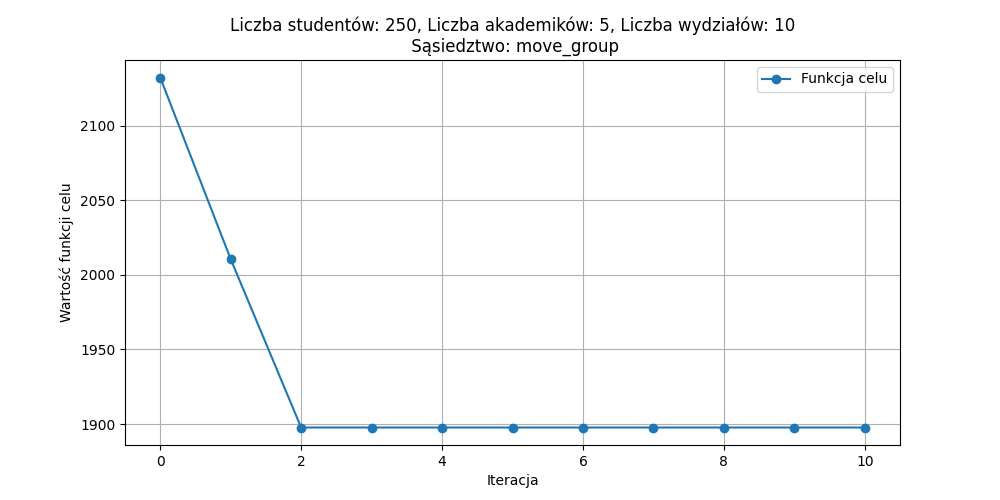 Liczba studentów: 250, Liczba akademików: 5, Liczba wydziałów: 10
Sąsiedztwo: move_group
Funkcja celu
2100
2050
2000
1950
1900
Wartość funkcji celu
0 2 4 6 8 10
Iteracja